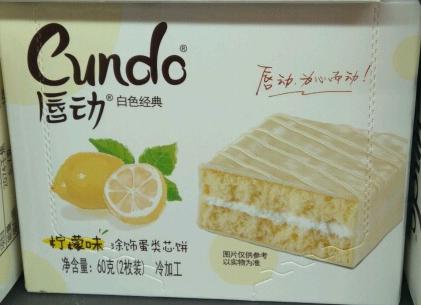 Cundo®
唇动® 白色经典
唇动,为心而动!
柠檬味 涂饰蛋类芯饼
净含量:60克(2枚装) 冷加工
图片仅供参考
以实物为准